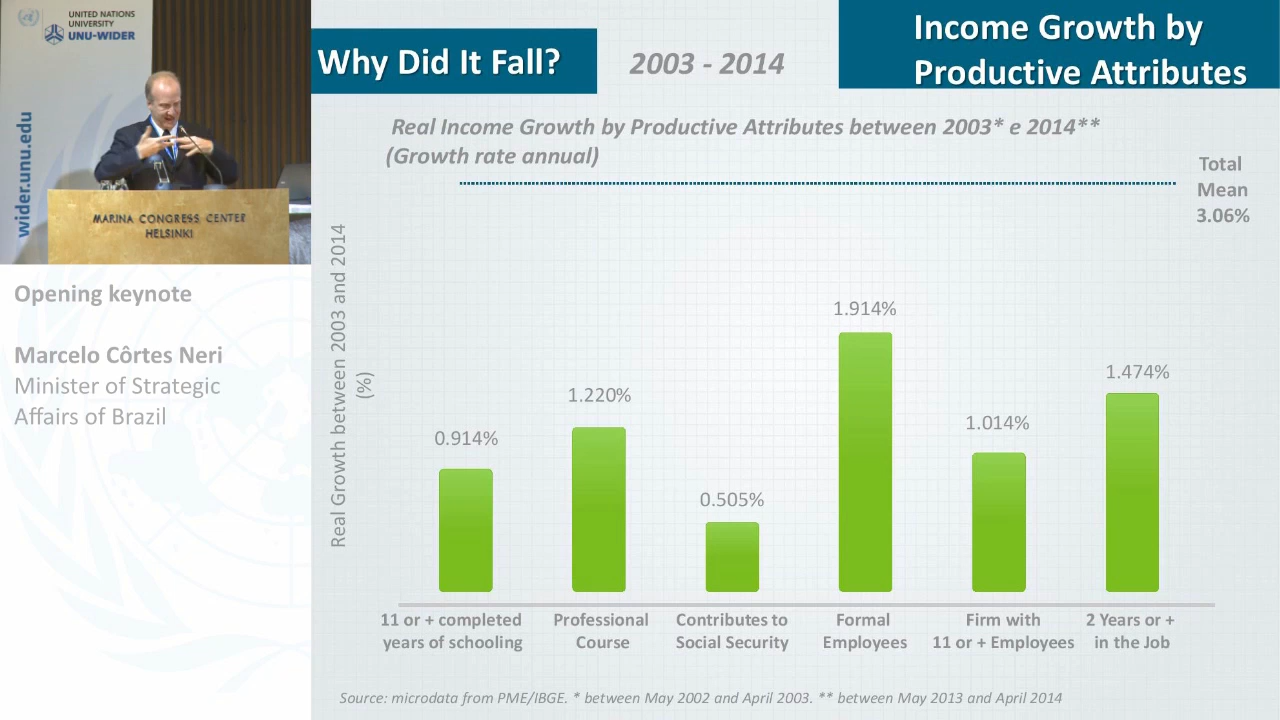 UNITED NATIONS
UNIVERSITY
UNU-WIDER
wider.unu.edu
MARINA CONGRESS CENTER
HELSINKI
Opening keynote
Marcelo Côrtes Neri
Minister of Strategic
Affairs of Brazil
Why Did It Fall?
2003 - 2014
Income Growth by
Productive Attributes
Real Income Growth by Productive Attributes between 2003* e 2014**
(Growth rate annual)
Total
Mean
3.06%
Real Growth between 2003 and 2014
(%)
0.914%
1.220%
0.505%
1.914%
1.014%
1.474%
11 or + completed
years of schooling
Professional
Course
Contributes to
Social Security
Formal
Employees
Firm with
11 or + Employees
2 Years or +
in the Job
Source: microdata from PME/IBGE. * between May 2002 and April 2003. ** between May 2013 and April 2014